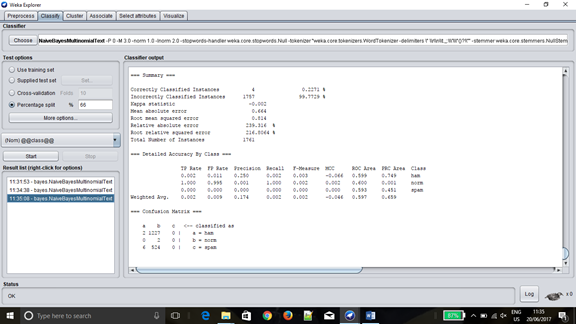 Weka Explorer
Preprocess Classify Cluster Associate Select attributes Visualize
Classifier
Choose NaiveBayesMultinomialText -P 0 -M 3.0 -norm 1.0 -lnorm 2.0 -stopwords-handler weka.core.stopwords.Null -tokenizer "weka.core.tokenizers.WordTokenizer -delimiters -stemmer weka.core.stemmers.NullStem
Test options
Use training set
Supplied test set Set...
Cross-validation Folds 10
Percentage split % 66
More options...
(Nom) @@class@@
Start Stop
Result list (right-click for options)
11:31:53 - bayes.NaiveBayesMultinomialText
11:34:38 - bayes.NaiveBayesMultinomialText
11:35:08 - bayes.NaiveBayesMultinomialText
Classifier output
=== Summary ===
Correctly Classified Instances 4 0.2271 %
Incorrectly Classified Instances 1757 99.7729 %
Kappa statistic -0.002
Mean absolute error 0.664
Root mean squared error 0.814
Relative absolute error 239.516 %
Root relative squared error 216.5064 %
Total Number of Instances 1761
=== Detailed Accuracy By Class ===
TP Rate FP Rate Precision Recall F-Measure MCC ROC Area PRC Area Class
0.002 0.011 0.250 0.002 0.003 -0.066 0.599 0.749 ham
1.000 0.995 0.001 1.000 0.002 0.002 0.600 0.001 norm
0.000 0.000 0.000 0.000 0.000 0.000 0.593 0.451 spam
Weighted Avg. 0.002 0.009 0.174 0.002 0.002 -0.046 0.597 0.659
=== Confusion Matrix ===
a b c <-- classified as
2 1227 0 | a = ham
0 2 0 | b = norm
6 524 0 | c = spam
Status
OK
Log x 0
Type here to search
87%
ENG
US
11:35
20/06/2017